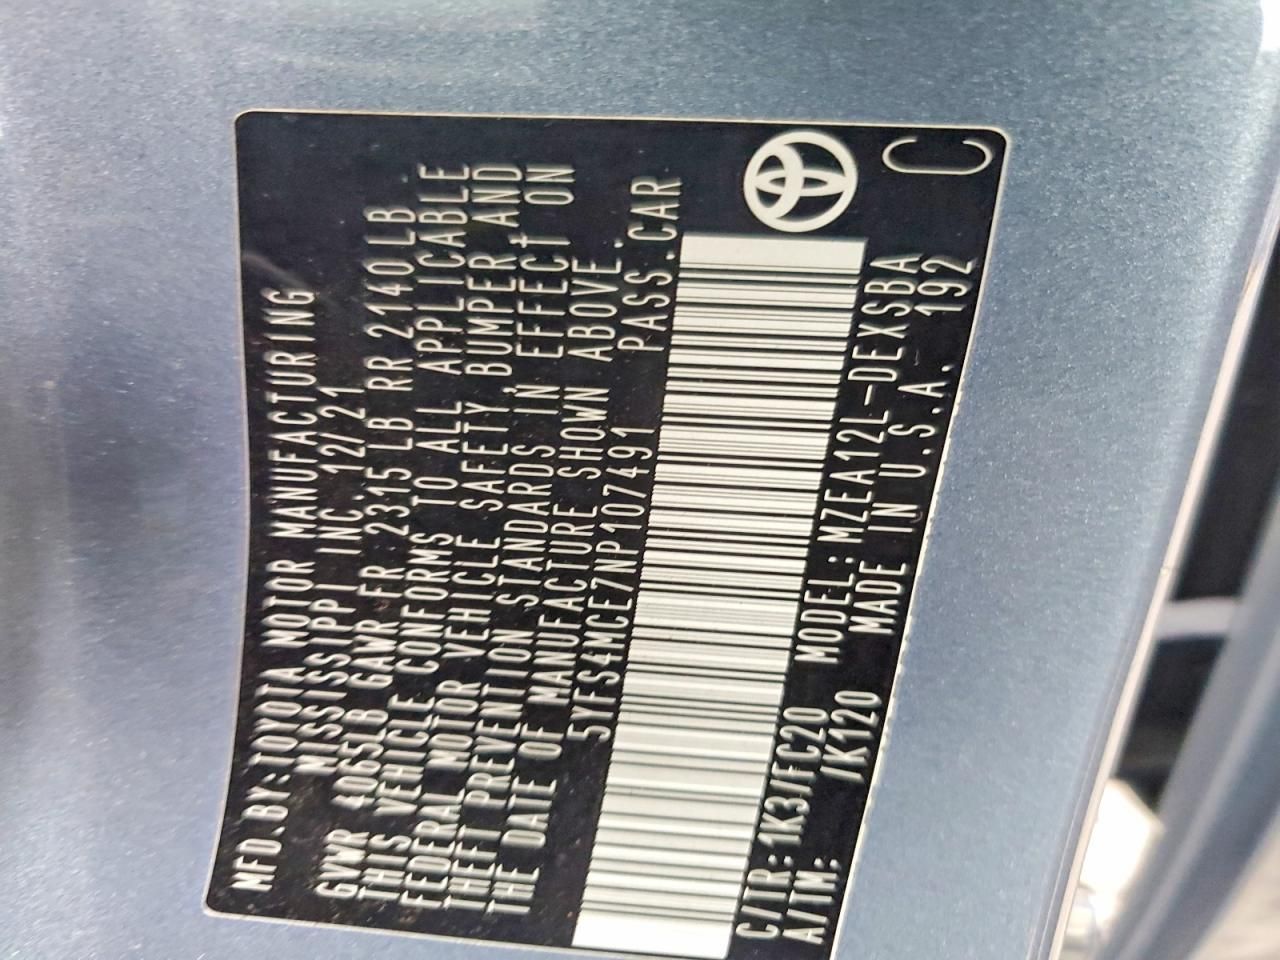 MFD.BY:TOYOTA MOTOR MANUFACTURING
MISSISSIPPI INC. 12/21
GVWR 4065LB GAWR FR 2315 LB RR 2140LB
THIS VEHICLE CONFORMS TO ALL APPLICABLE
FEDERAL MOTOR VEHICLE SAFETY, BUMPER AND
THEFT PREVENTION STANDARDS IN EFFECT ON
THE DATE OF MANUFACTURE SHOWN ABOVE.
5YFS4MCE7NP107491 PASS.CAR
C/TR: 1K3/FC20 MODEL: MZEA12L-DEXSBA
A/TM: /K120 MADE IN U.S.A. 192
C